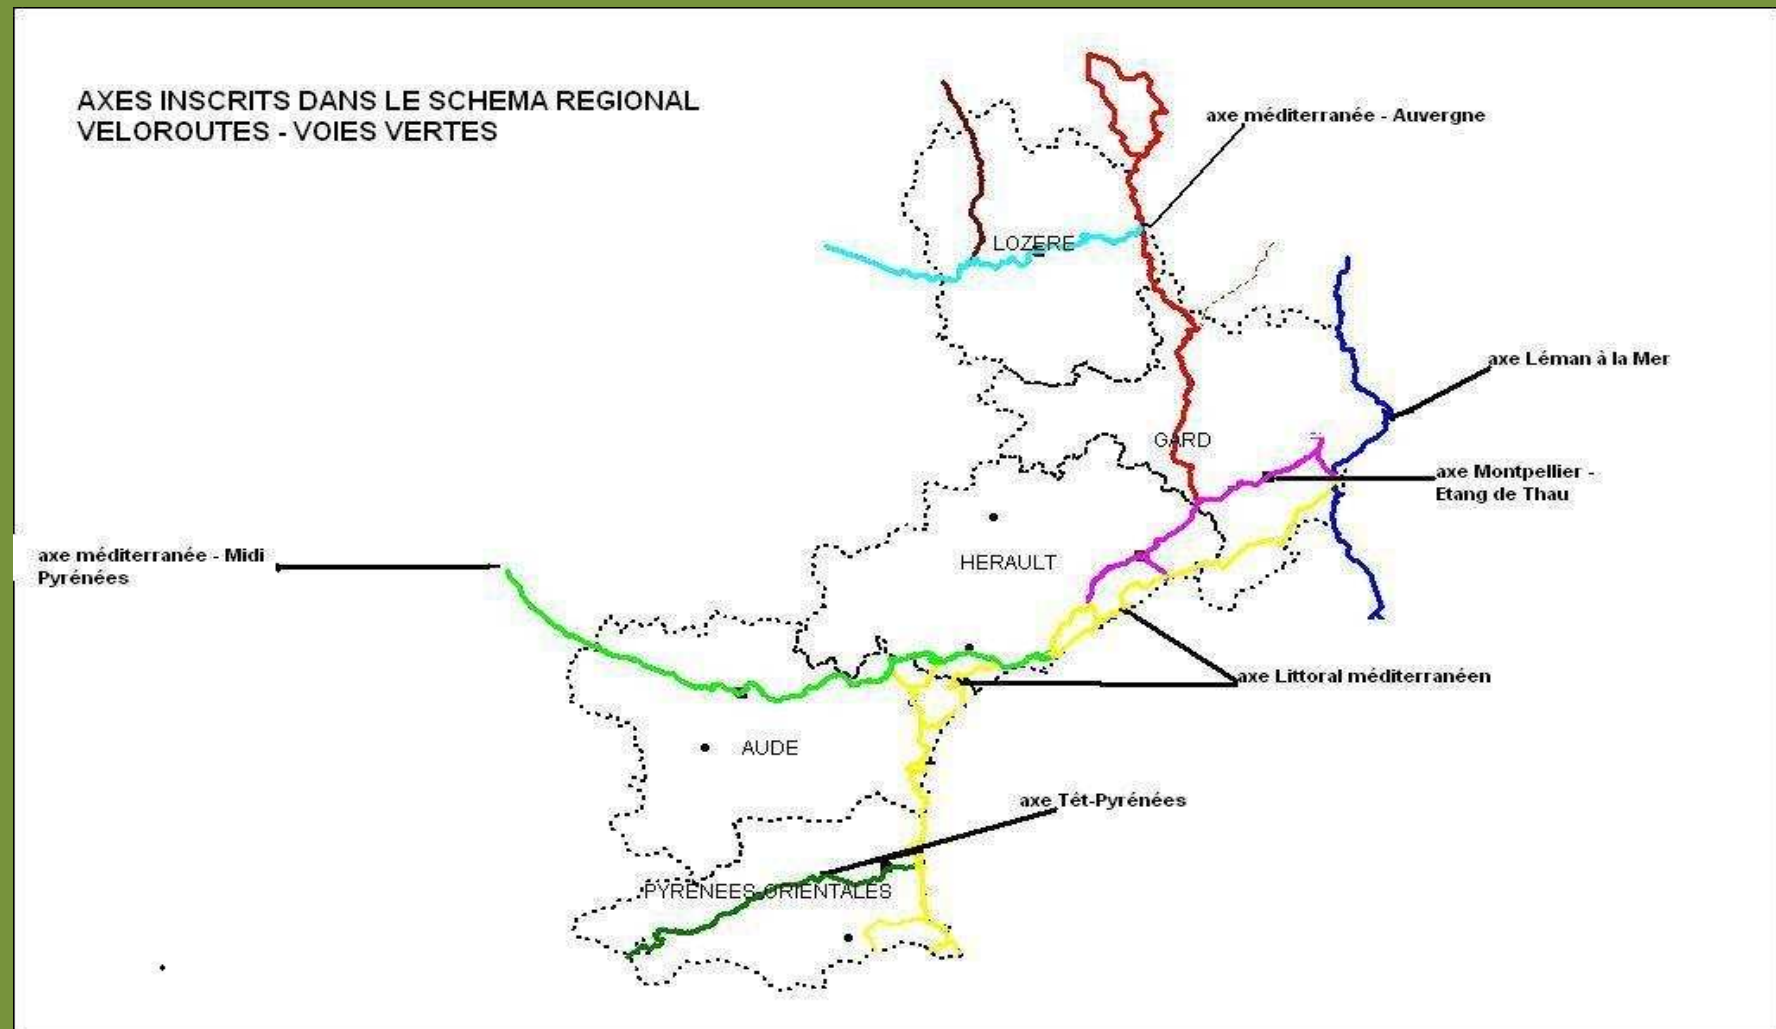 AXES INSCRITS DANS LE SCHEMA REGIONAL
VELOROUTES - VOIES VERTES
axe méditerranée - Auvergne
LOZERE
axe Léman à la Mer
GARD
axe Montpellier -
Etang de Thau
axe méditerranée - Midi
Pyrénées
HERAULT
axe Littoral méditerranéen
AUDE
axe Têt-Pyrénées
PYRENEES-ORIENTALES